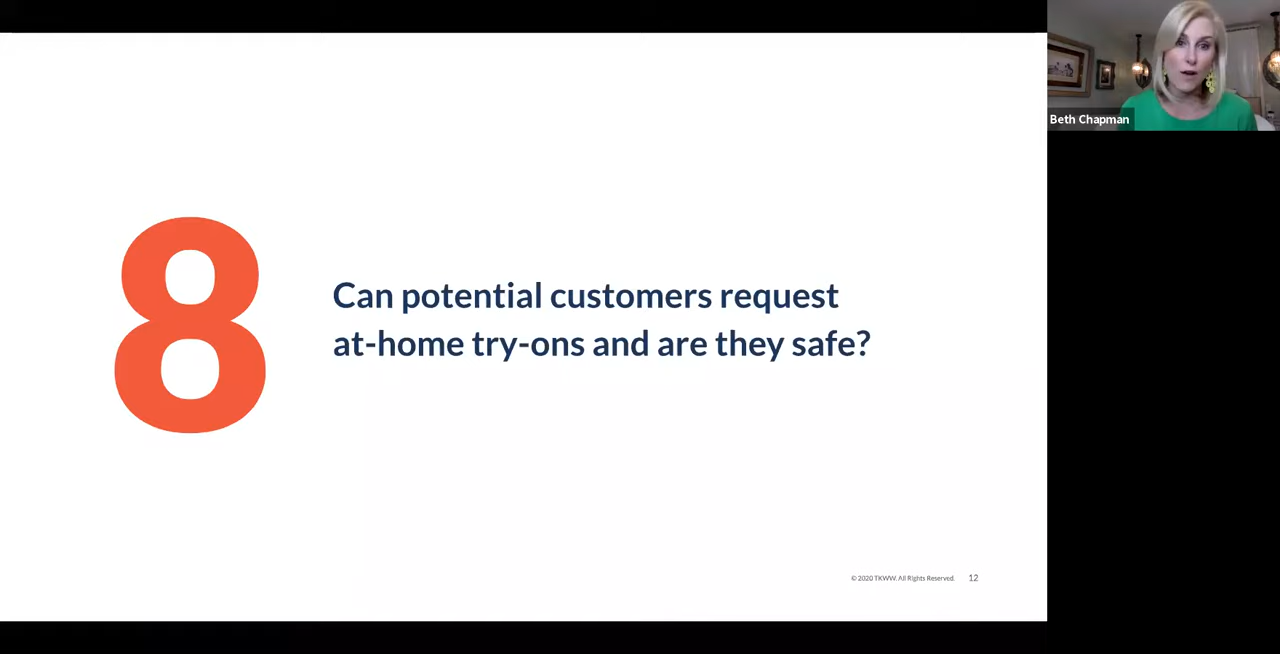 Beth Chapman
8
Can potential customers request
at-home try-ons and are they safe?
© 2020 TKWW. All Rights Reserved.
12